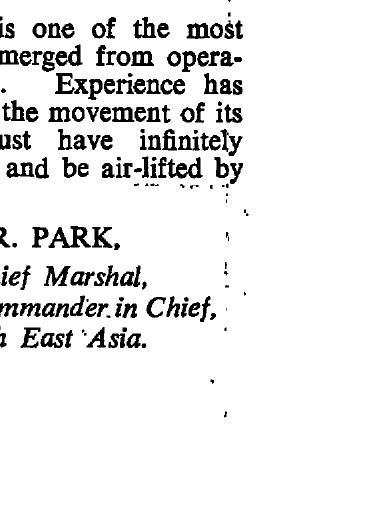 is one of the most
merged from opera-
. Experience has
the movement of its
ust have infinitely
and be air-lifted by
R. PARK,
ief Marshal,
mmander in Chief,
h East Asia.